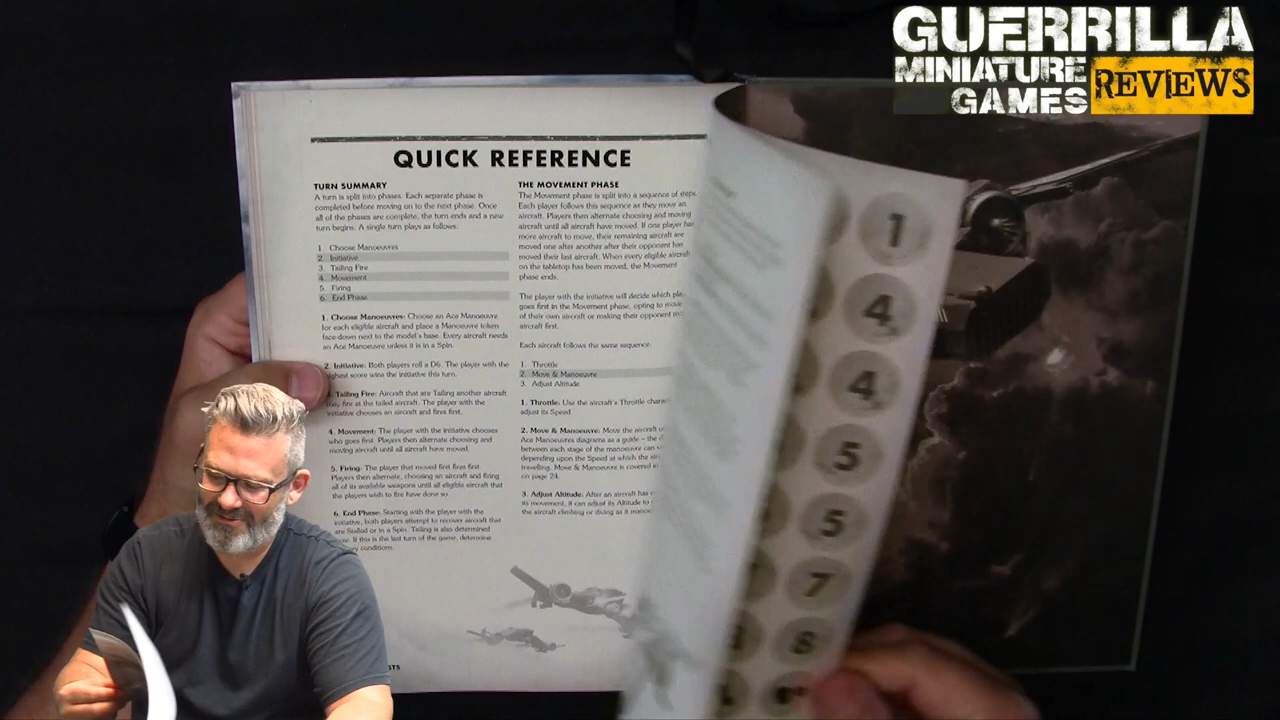 GUERRILLA
MINIATURE
GAMES
REVIEWS
QUICK REFERENCE
TURN SUMMARY
A turn is split into phases. Each separate phase is
completed before moving on to the next phase. Once
all of the phases are complete, the turn ends and a new
turn begins. A single turn plays as follows:
1. Choose Manoeuvres
2. Initiative
3. Tailing Fire
4. Movement
5. Firing
6. End Phase
1. Choose Manoeuvres: Choose an Ace Manoeuvre
for each eligible aircraft and place a Manoeuvre token
face-down next to the model's base. Every aircraft needs
an Ace Manoeuvre unless it is in a Spin.
2. Initiative: Both players roll a D6. The player with the
highest score wins the initiative this turn.
Tailing Fire: Aircraft that are Tailing another aircraft
may fire at the tailed aircraft. The player with the
initiative chooses an aircraft and fires first.
4. Movement: The player with the initiative chooses
who goes first. Players then alternate choosing and
moving aircraft until all aircraft have moved.
5. Firing: The player that moved first fires first.
Players then alternate, choosing an aircraft and firing
all of its available weapons until all eligible aircraft that
the players wish to fire have done so.
6. End Phase: Starting with the player with the
initiative, both players attempt to recover aircraft that
are Stalled or in a Spin. Tailing is also determined
If this is the last turn of the game, determine
conditions.
THE MOVEMENT PHASE
The Movement phase is split into a sequence of steps.
Each player follows this sequence as they move an
aircraft. Players then alternate choosing and moving
aircraft until all aircraft have moved. If one player has
more aircraft to move, their remaining aircraft are
moved one after another after their opponent has
moved their last aircraft. When every eligible aircraft
on the tabletop has been moved, the Movement
phase ends.
The player with the initiative will decide which
goes first in the Movement phase, opting to move
of their own aircraft or making their opponent
aircraft first.
Each aircraft follows the same sequence:
1. Throttle
2. Move & Manoeuvre
3. Adjust Altitude
1. Throttle: Use the aircraft's Throttle
adjust its Speed
2. Move & Manoeuvre: Move the aircraft
Ace Manoeuvres diagrams as a guide – the
between each stage of the manoeuvre can
depending upon the Speed at which the
travelling. Move & Manoeuvre is covered in
on page 24.
3. Adjust Altitude: After an aircraft has
its movement, it can adjust its Altitude to
the aircraft climbing or diving as it
1
4
4
5
5
7
8